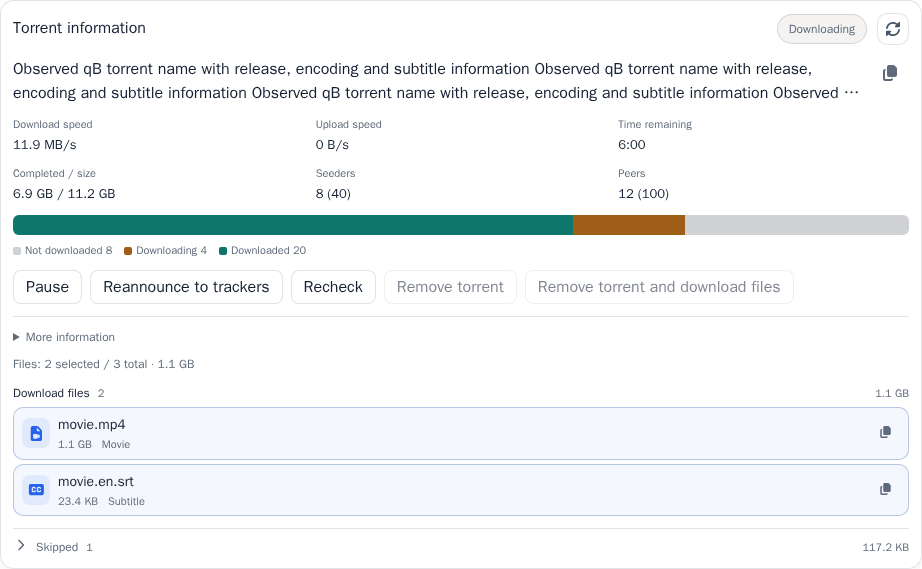 Torrent information
Downloading
Observed qB torrent name with release, encoding and subtitle information Observed qB torrent name with release,
encoding and subtitle information Observed qB torrent name with release, encoding and subtitle information Observed ···
Download speed
Upload speed
Time remaining
11.9 MB/s
0 B/s
6:00
Completed / size
Seeders
Peers
6.9 GB / 11.2 GB
8 (40)
12 (100)
Not downloaded 8
Downloading 4
Downloaded 20
Pause
Reannounce to trackers
Recheck
Remove torrent
Remove torrent and download files
More information
Files: 2 selected / 3 total · 1.1 GB
Download files 2
1.1 GB
movie.mp4
1.1 GB Movie
CC
movie.en.srt
23.4 KB Subtitle
Skipped 1
117.2 KB